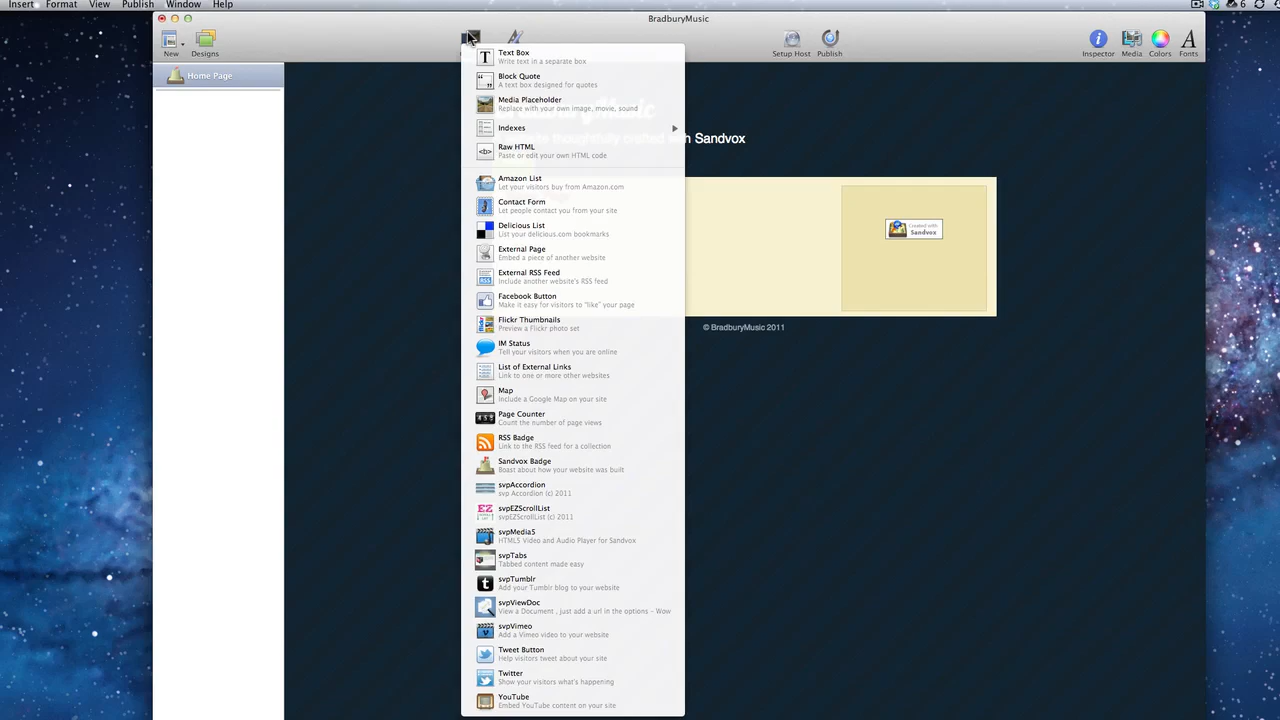 Insert Format View Publish Window Help
6
BradburyMusic
New
Designs
Setup Host
Publish
Inspector
Media
Colors
Fonts
Home Page
Text Box
Write text in a separate box
Block Quote
A text box designed for quotes
Media Placeholder
Replace with your own image, movie, sound
Indexes
Raw HTML
Paste or edit your own HTML code
Amazon List
Let your visitors buy from Amazon.com
Contact Form
Let people contact you from your site
Delicious List
List your delicious.com bookmarks
External Page
Embed a piece of another website
External RSS Feed
Include another website's RSS feed
Facebook Button
Make it easy for visitors to "like" your page
Flickr Thumbnails
Preview a Flickr photo set
IM Status
Tell your visitors when you are online
List of External Links
Link to one or more other websites
Map
Include a Google Map on your site
Page Counter
Count the number of page views
RSS Badge
Link to the RSS feed for a collection
Sandvox Badge
Boast about how your website was built
svpAccordion
svp Accordion (c) 2011
svpEZScrollList
svpEZScrollList (c) 2011
svpMedia5
HTML5 Video and Audio Player for Sandvox
svpTabs
Tabbed content made easy
svpTumblr
Add your Tumblr blog to your website
svpViewDoc
View a Document , just add a url in the options - Wow
svpVimeo
Add a Vimeo video to your website
Tweet Button
Help visitors tweet about your site
Twitter
Show your visitors what's happening
YouTube
Embed YouTube content on your site
BradburyMusic
thoughtfully crafted with Sandvox
Created with
Sandvox
© BradburyMusic 2011